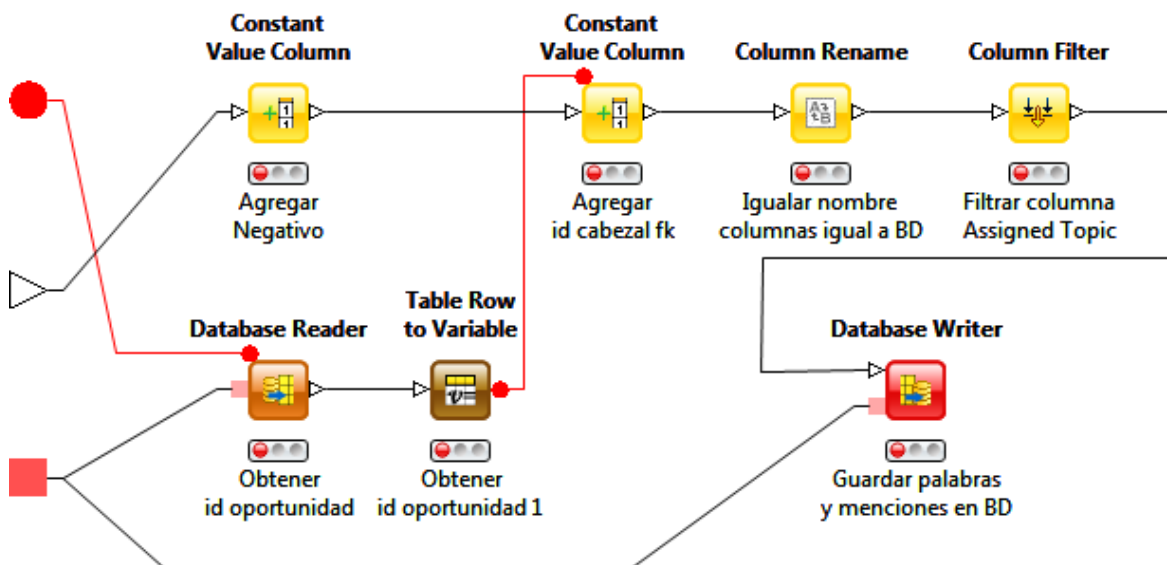 Constant
Value Column
Constant
Value Column
Column Rename
Column Filter
Agregar
Negativo
Agregar
id cabezal fk
Igualar nombre
columnas igual a BD
Filtrar columna
Assigned Topic
Database Reader
Table Row
to Variable
Database Writer
Obtener
id oportunidad
Obtener
id oportunidad 1
Guardar palabras
y menciones en BD